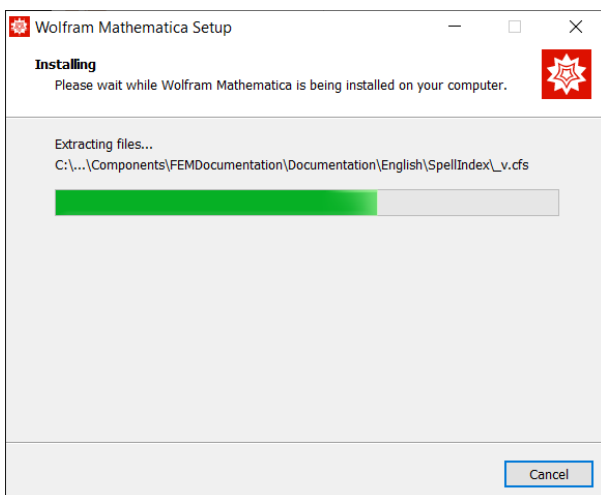 Wolfram Mathematica Setup
Installing
Please wait while Wolfram Mathematica is being installed on your computer.
Extracting files...
C:\...\Components\FEMDocumentation\Documentation\English\SpellIndex\_v.cfs
Cancel